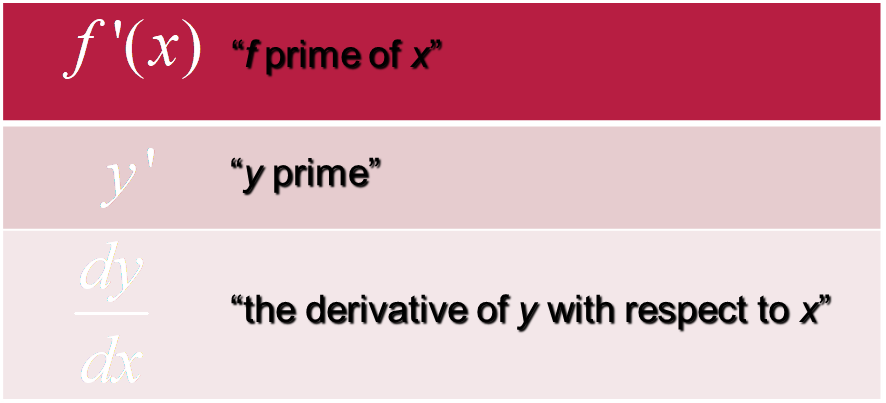 f '(x) “f prime of x”
y ' “y prime”
dy
dx
“the derivative of y with respect to x”